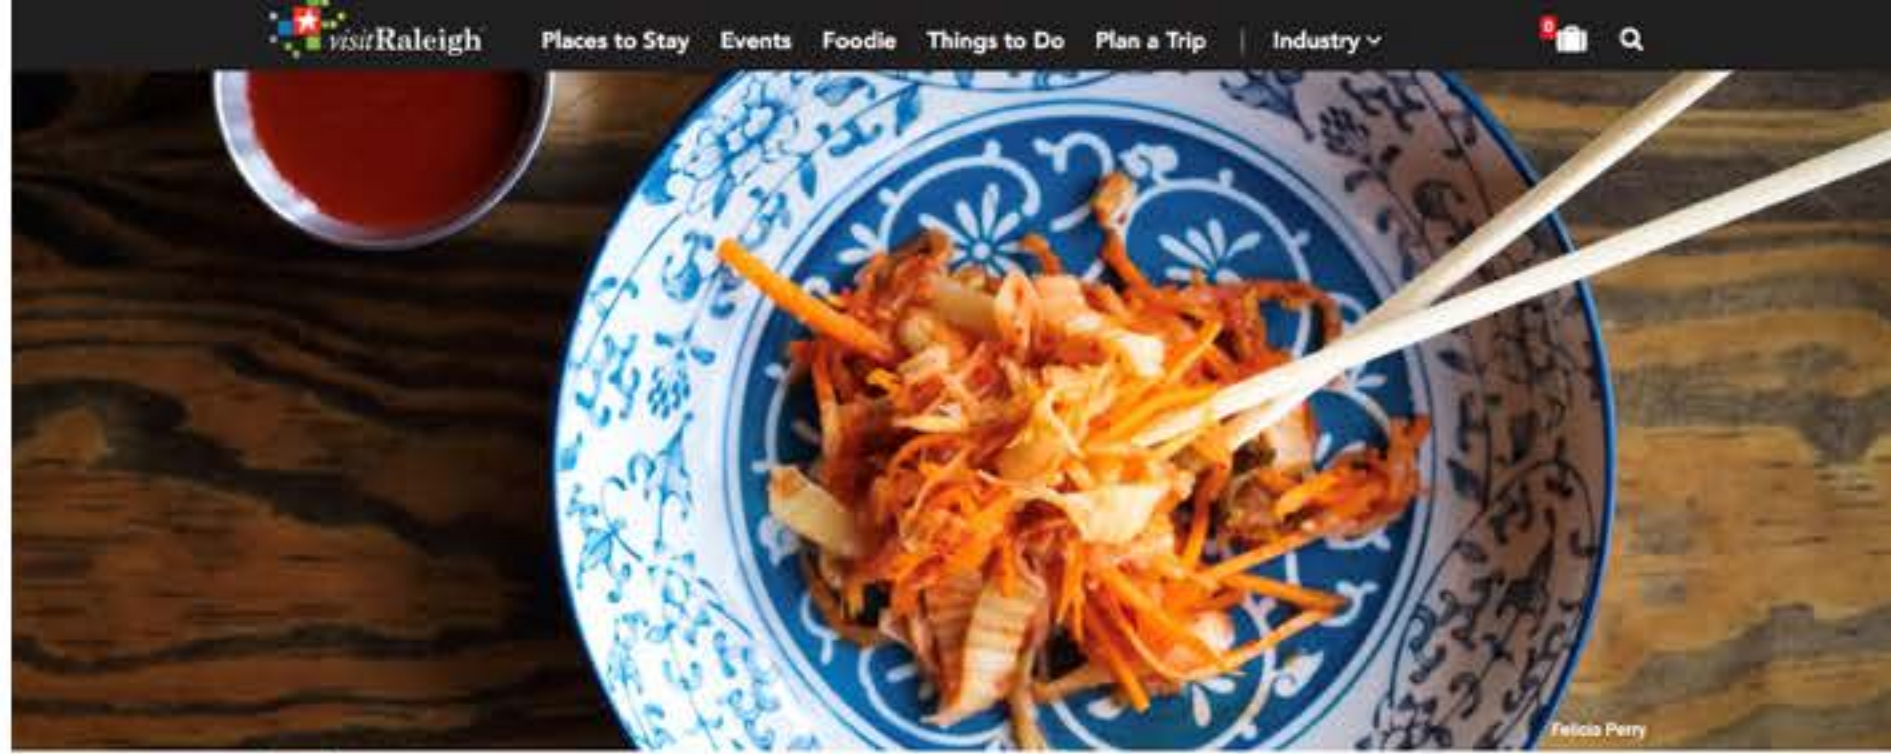 visitRaleigh Places to Stay Events Foodie Things to Do Plan a Trip | Industry 0
Felicia Perry